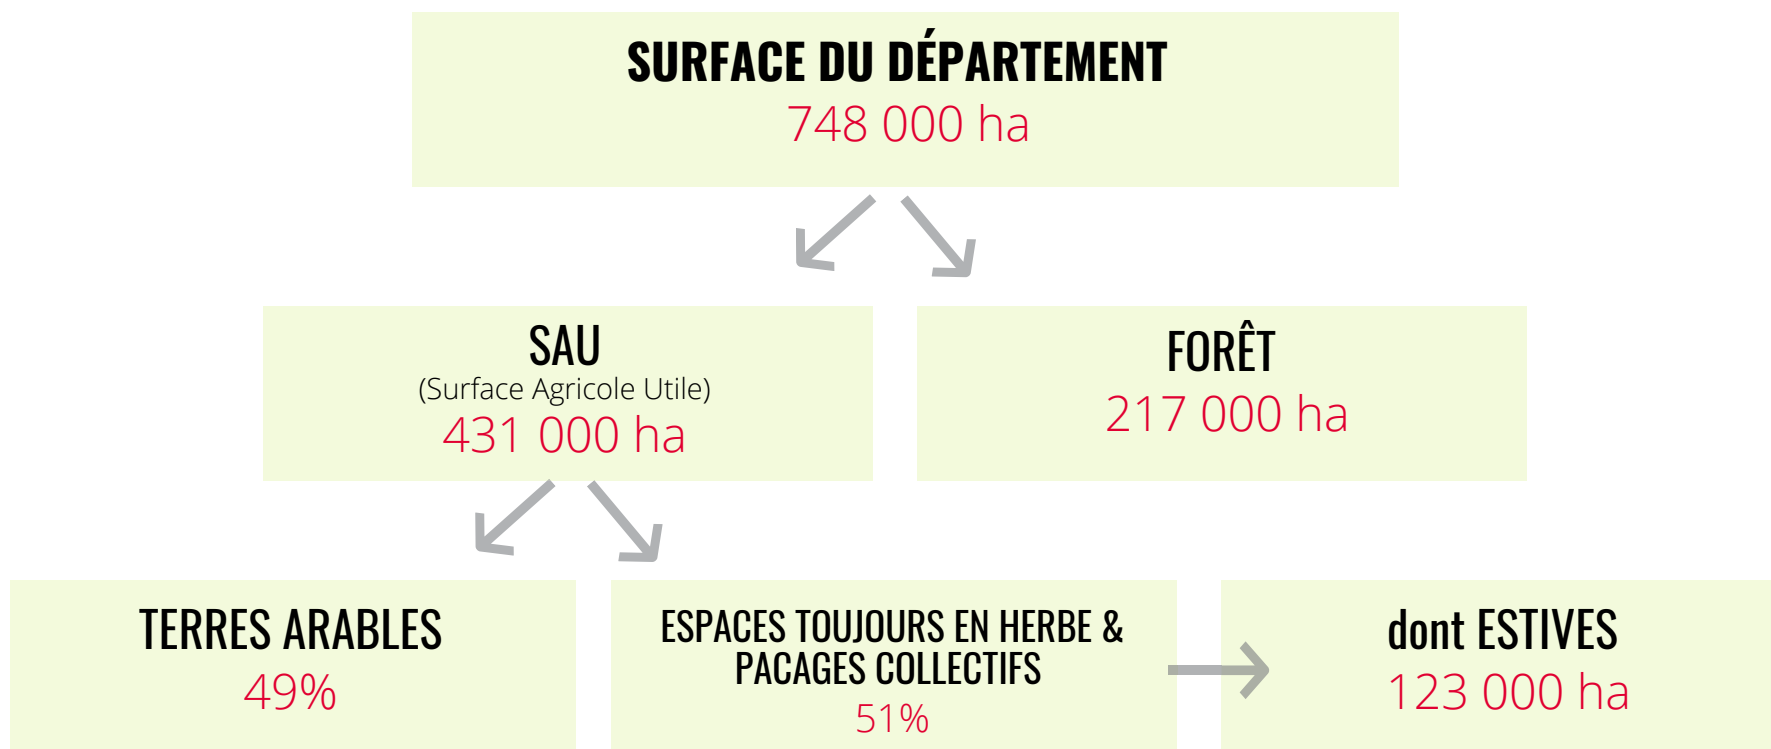 SURFACE DU DÉPARTEMENT
748 000 ha
SAU
(Surface Agricole Utile)
431 000 ha
FORÊT
217 000 ha
TERRES ARABLES
49%
ESPACES TOUJOURS EN HERBE &
PACAGES COLLECTIFS
51%
dont ESTIVES
123 000 ha